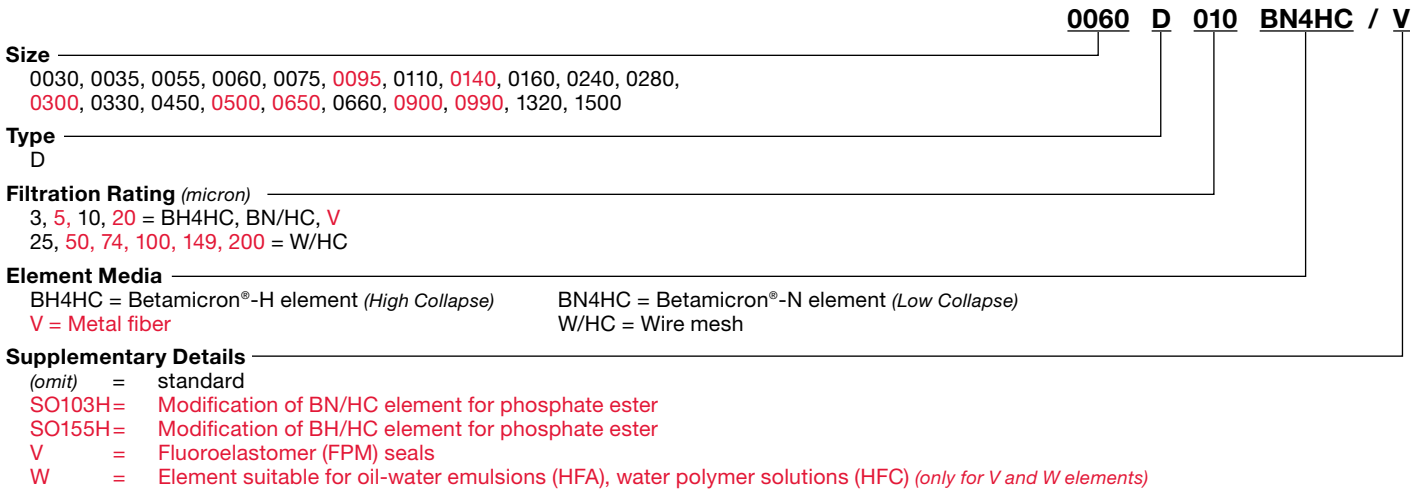 0060 D 010 BN4HC / V
Size
0030, 0035, 0055, 0060, 0075, 0095, 0110, 0140, 0160, 0240, 0280,
0300, 0330, 0450, 0500, 0650, 0660, 0900, 0990, 1320, 1500
Type
D
Filtration Rating (micron)
3, 5, 10, 20 = BH4HC, BN/HC, V
25, 50, 74, 100, 149, 200 = W/HC
Element Media
BH4HC = Betamicron®-H element (High Collapse) BN4HC = Betamicron®-N element (Low Collapse)
V = Metal fiber W/HC = Wire mesh
Supplementary Details
(omit) = standard
SO103H = Modification of BN/HC element for phosphate ester
SO155H = Modification of BH/HC element for phosphate ester
V = Fluoroelastomer (FPM) seals
W = Element suitable for oil-water emulsions (HFA), water polymer solutions (HFC) (only for V and W elements)